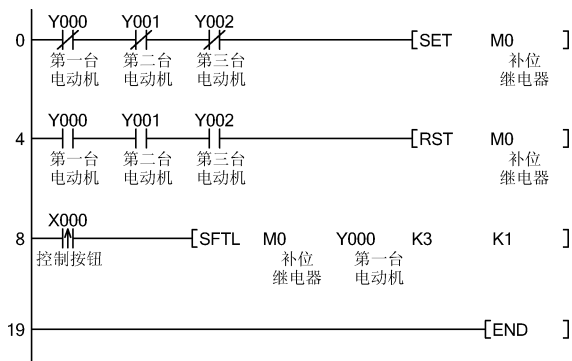 Y000 Y001 Y002
0 [SET M0 ]
第一台 第二台 第三台 补位
电动机 电动机 电动机 继电器
Y000 Y001 Y002
4 [RST M0 ]
第一台 第二台 第三台 补位
电动机 电动机 电动机 继电器
X000
8 [SFTL M0 Y000 K3 K1 ]
控制按钮 补位 第一台
继电器 电动机
19 [END ]